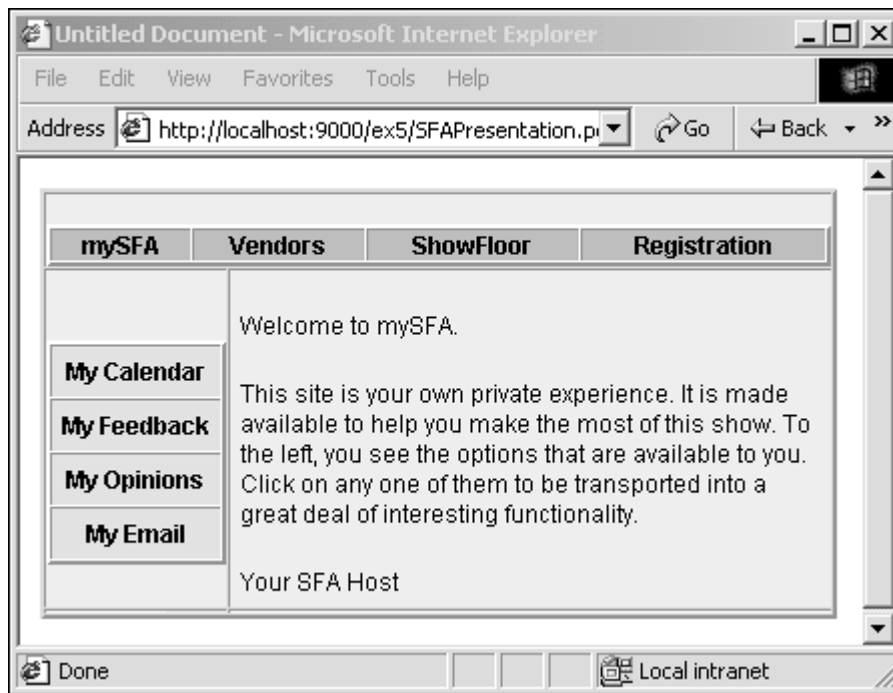 Untitled Document - Microsoft Internet Explorer
File Edit View Favorites Tools Help
Address http://localhost:9000/ex5/SFAPresentation.p Go Back »
mySFA Vendors ShowFloor Registration
Welcome to mySFA.
My Calendar
This site is your own private experience. It is made
My Feedback
available to help you make the most of this show. To
the left, you see the options that are available to you.
My Opinions
Click on any one of them to be transported into a
great deal of interesting functionality.
My Email
Your SFA Host
Done Local intranet